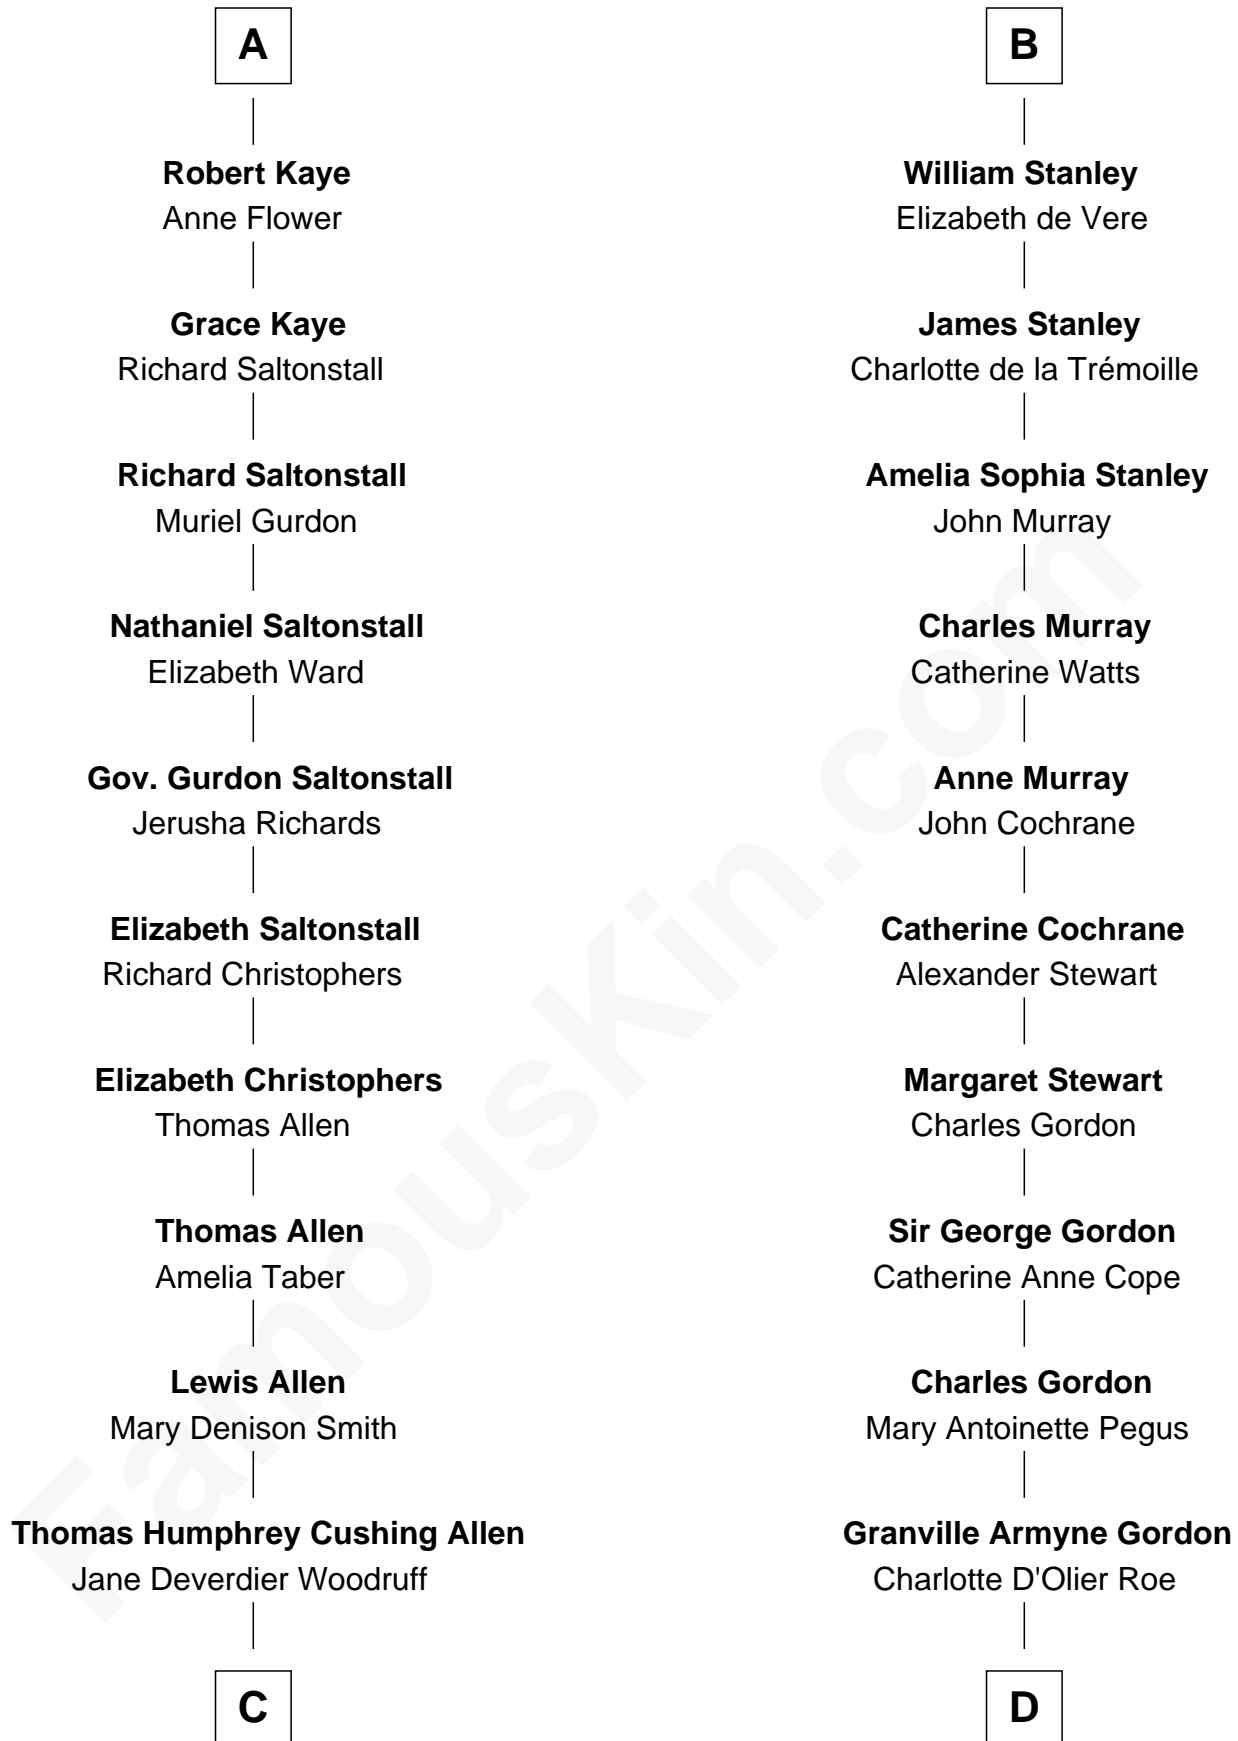 A
Robert Kaye
Anne Flower
Grace Kaye
Richard Saltonstall
Richard Saltonstall
Muriel Gurdon
Nathaniel Saltonstall
Elizabeth Ward
Gov. Gurdon Saltonstall
Jerusha Richards
Elizabeth Saltonstall
Richard Christophers
Elizabeth Christophers
Thomas Allen
Thomas Allen
Amelia Taber
Lewis Allen
Mary Denison Smith
Thomas Humphrey Cushing Allen
Jane Deverdier Woodruff
C
B
William Stanley
Elizabeth de Vere
James Stanley
Charlotte de la Trémoille
Amelia Sophia Stanley
John Murray
Charles Murray
Catherine Watts
Anne Murray
John Cochrane
Catherine Cochrane
Alexander Stewart
Margaret Stewart
Charles Gordon
Sir George Gordon
Catherine Anne Cope
Charles Gordon
Mary Antoinette Pegus
Granville Armyne Gordon
Charlotte D'Olier Roe
D
FamousKin.com